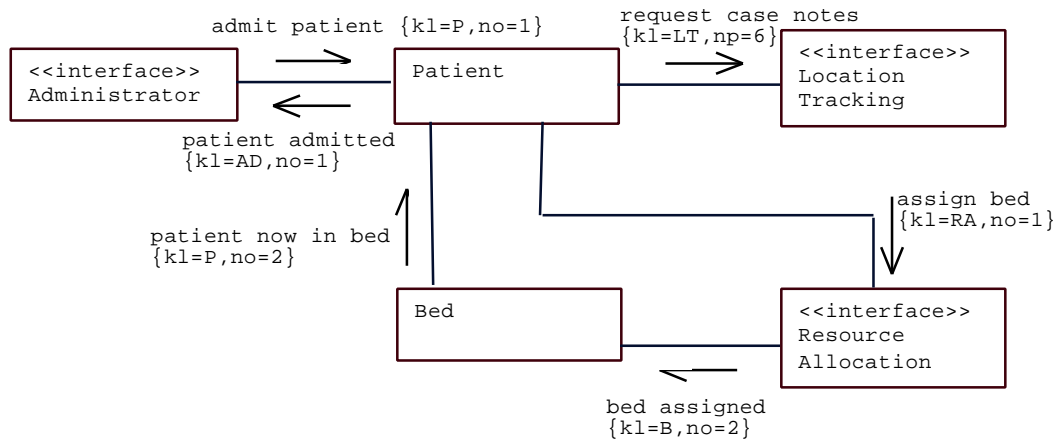 admit patient {kl=P,no=1}
request case notes
{kl=LT,np=6}
<<interface>>
Administrator
Patient
<<interface>>
Location
Tracking
patient admitted
{kl=AD,no=1}
assign bed
{kl=RA,no=1}
patient now in bed
{kl=P,no=2}
Bed
<<interface>>
Resource
Allocation
bed assigned
{kl=B,no=2}